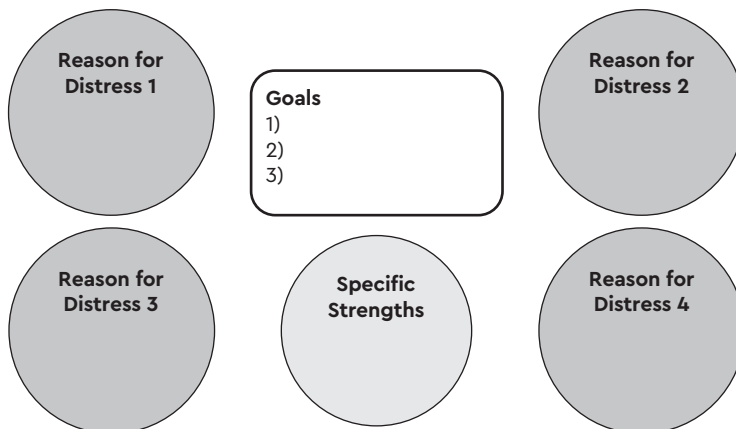 Reason for
Distress 1
Goals
1)
2)
3)
Reason for
Distress 2
Reason for
Distress 3
Specific
Strengths
Reason for
Distress 4